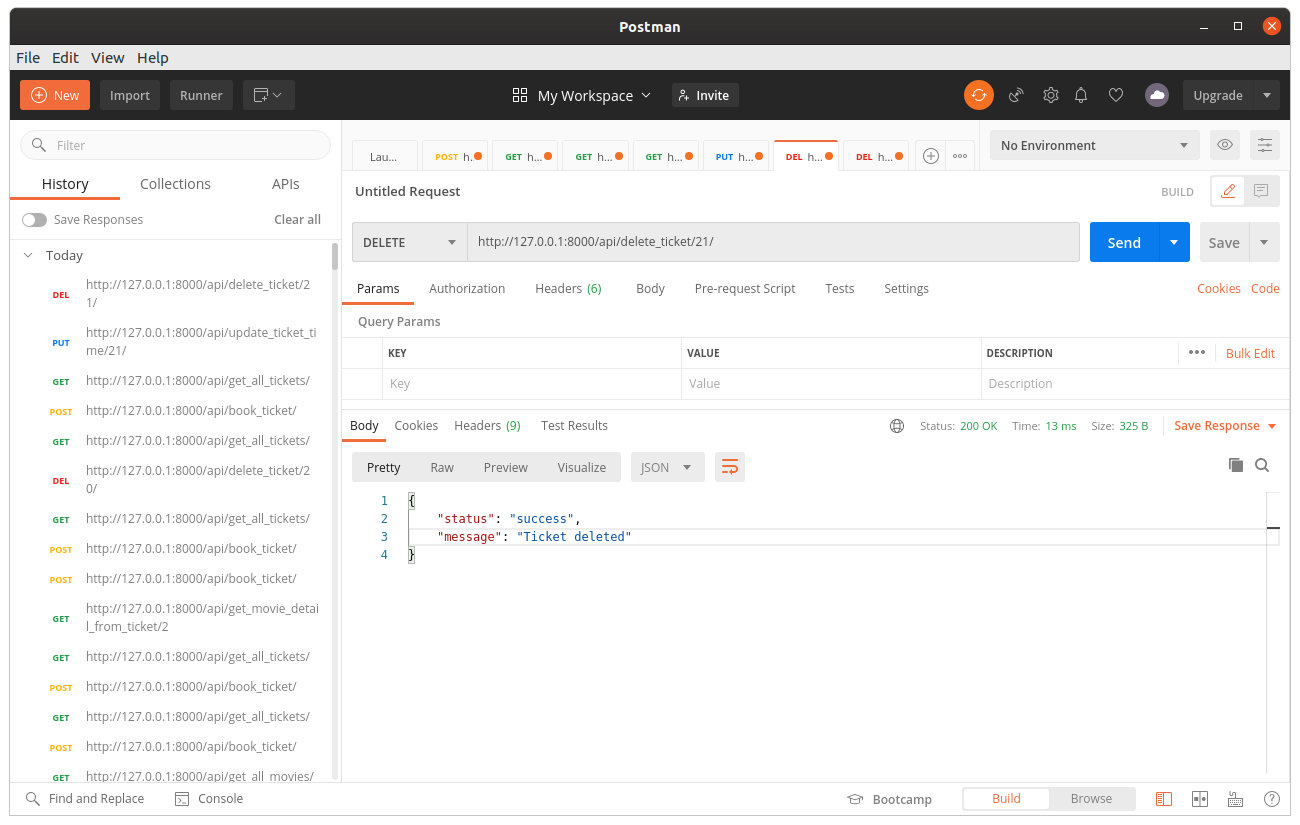 Postman
File Edit View Help
New Import Runner My Workspace Invite Upgrade
Filter
History Collections APIs
Save Responses Clear all
Today
DEL http://127.0.0.1:8000/api/delete_ticket/2
1/
PUT http://127.0.0.1:8000/api/update_ticket_ti
me/21/
GET http://127.0.0.1:8000/api/get_all_tickets/
POST http://127.0.0.1:8000/api/book_ticket/
GET http://127.0.0.1:8000/api/get_all_tickets/
DEL http://127.0.0.1:8000/api/delete_ticket/2
0/
GET http://127.0.0.1:8000/api/get_all_tickets/
POST http://127.0.0.1:8000/api/book_ticket/
POST http://127.0.0.1:8000/api/book_ticket/
GET http://127.0.0.1:8000/api/get_movie_detai
l_from_ticket/2
GET http://127.0.0.1:8000/api/get_all_tickets/
POST http://127.0.0.1:8000/api/book_ticket/
GET http://127.0.0.1:8000/api/get_all_tickets/
POST http://127.0.0.1:8000/api/book_ticket/
GET http://127.0.0.1:8000/api/get_all_movies/
Lau... POST h. GET h... GET h... GET h... PUT h... DEL h... DEL h... No Environment
Untitled Request BUILD
DELETE http://127.0.0.1:8000/api/delete_ticket/21/ Send Save
Params Authorization Headers (6) Body Pre-request Script Tests Settings Cookies Code
Query Params
KEY VALUE DESCRIPTION Bulk Edit
Key Value Description
Body Cookies Headers (9) Test Results Status: 200 OK Time: 13 ms Size: 325 B Save Response
Pretty Raw Preview Visualize JSON
1 {
2 "status": "success",
3 "message": "Ticket deleted"
4 }
Find and Replace Console Bootcamp Build Browse